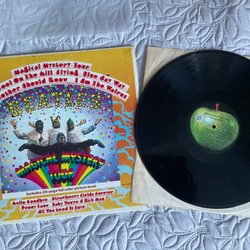 Magical Mystery Tour
Fool on the Hill Flying Blue Jay Way
Mother Should Know I Am The Walrus
BEATLES
MAGICAL MYSTERY TOUR
Includes 24-page full color picture book
Hello Goodbye Strawberry Fields Forever
Penny Lane Baby You're A Rich Man
All You Need Is Love